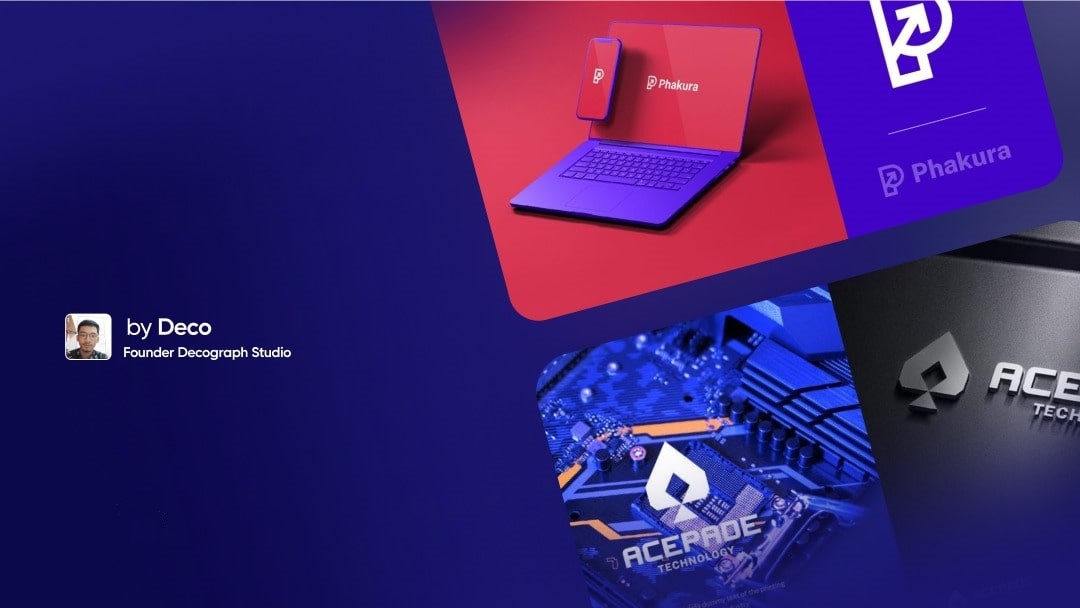 by Deco
Founder Decograph Studio
Phakura
Phakura
ACEPADE
TECHNOLOGY
ACE
TECH